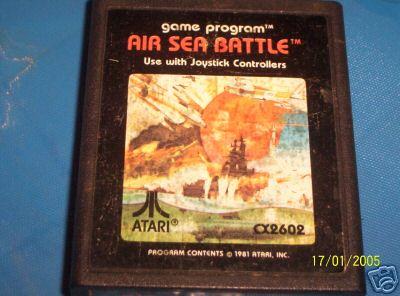 game program™
AIR SEA BATTLE™
Use with Joystick Controllers
ATARI®
CX2602
PROGRAM CONTENTS © 1981 ATARI, INC.
17/01/2005